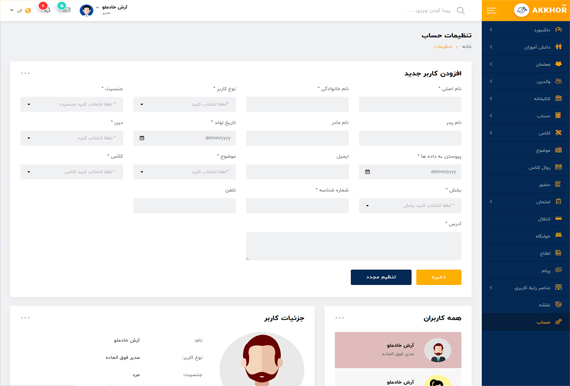 AKKHOR
پیدا کردن چیزی ......
آرش خادملو
مدیر
ان
داشبورد
دانش آموزان
معلمان
والدین
کتابخانه
حساب
کلاس
موضوع
روال کلاس
حضور
امتحان
انتقال
خوابگاه
اطلاع
پیام
عناصر رابط کاربری
نقشه
حساب
تنظیمات حساب
خانه
تنظیمات
افزودن کاربر جدید
نام اصلی *
نام خانوادگی *
نوع کاربر *
جنسیت *
*لطفا انتخاب کنید
* لطفا انتخاب کنید جنسیت
نام پدر
نام مادر
تاریخ تولد *
دین *
dd/mm/yyyy
* لطفا انتخاب کنید
پیوستن به داده ها *
ایمیل
موضوع *
کلاس *
dd/mm/yyyy
*لطفا انتخاب کنید
* لطفا انتخاب کنید کلاس
بخش *
شماره شناسه *
تلفن
* لطفا انتخاب کنید بخش
آدرس *
ذخیره
تنظیم مجدد
همه کاربران
آرش خادملو
مدیر فوق العاده
آرش خادملو
جزئیات کاربر
نام:
آرش خادملو
نوع کاربر:
مدیر فوق العاده
جنسیت:
مرد